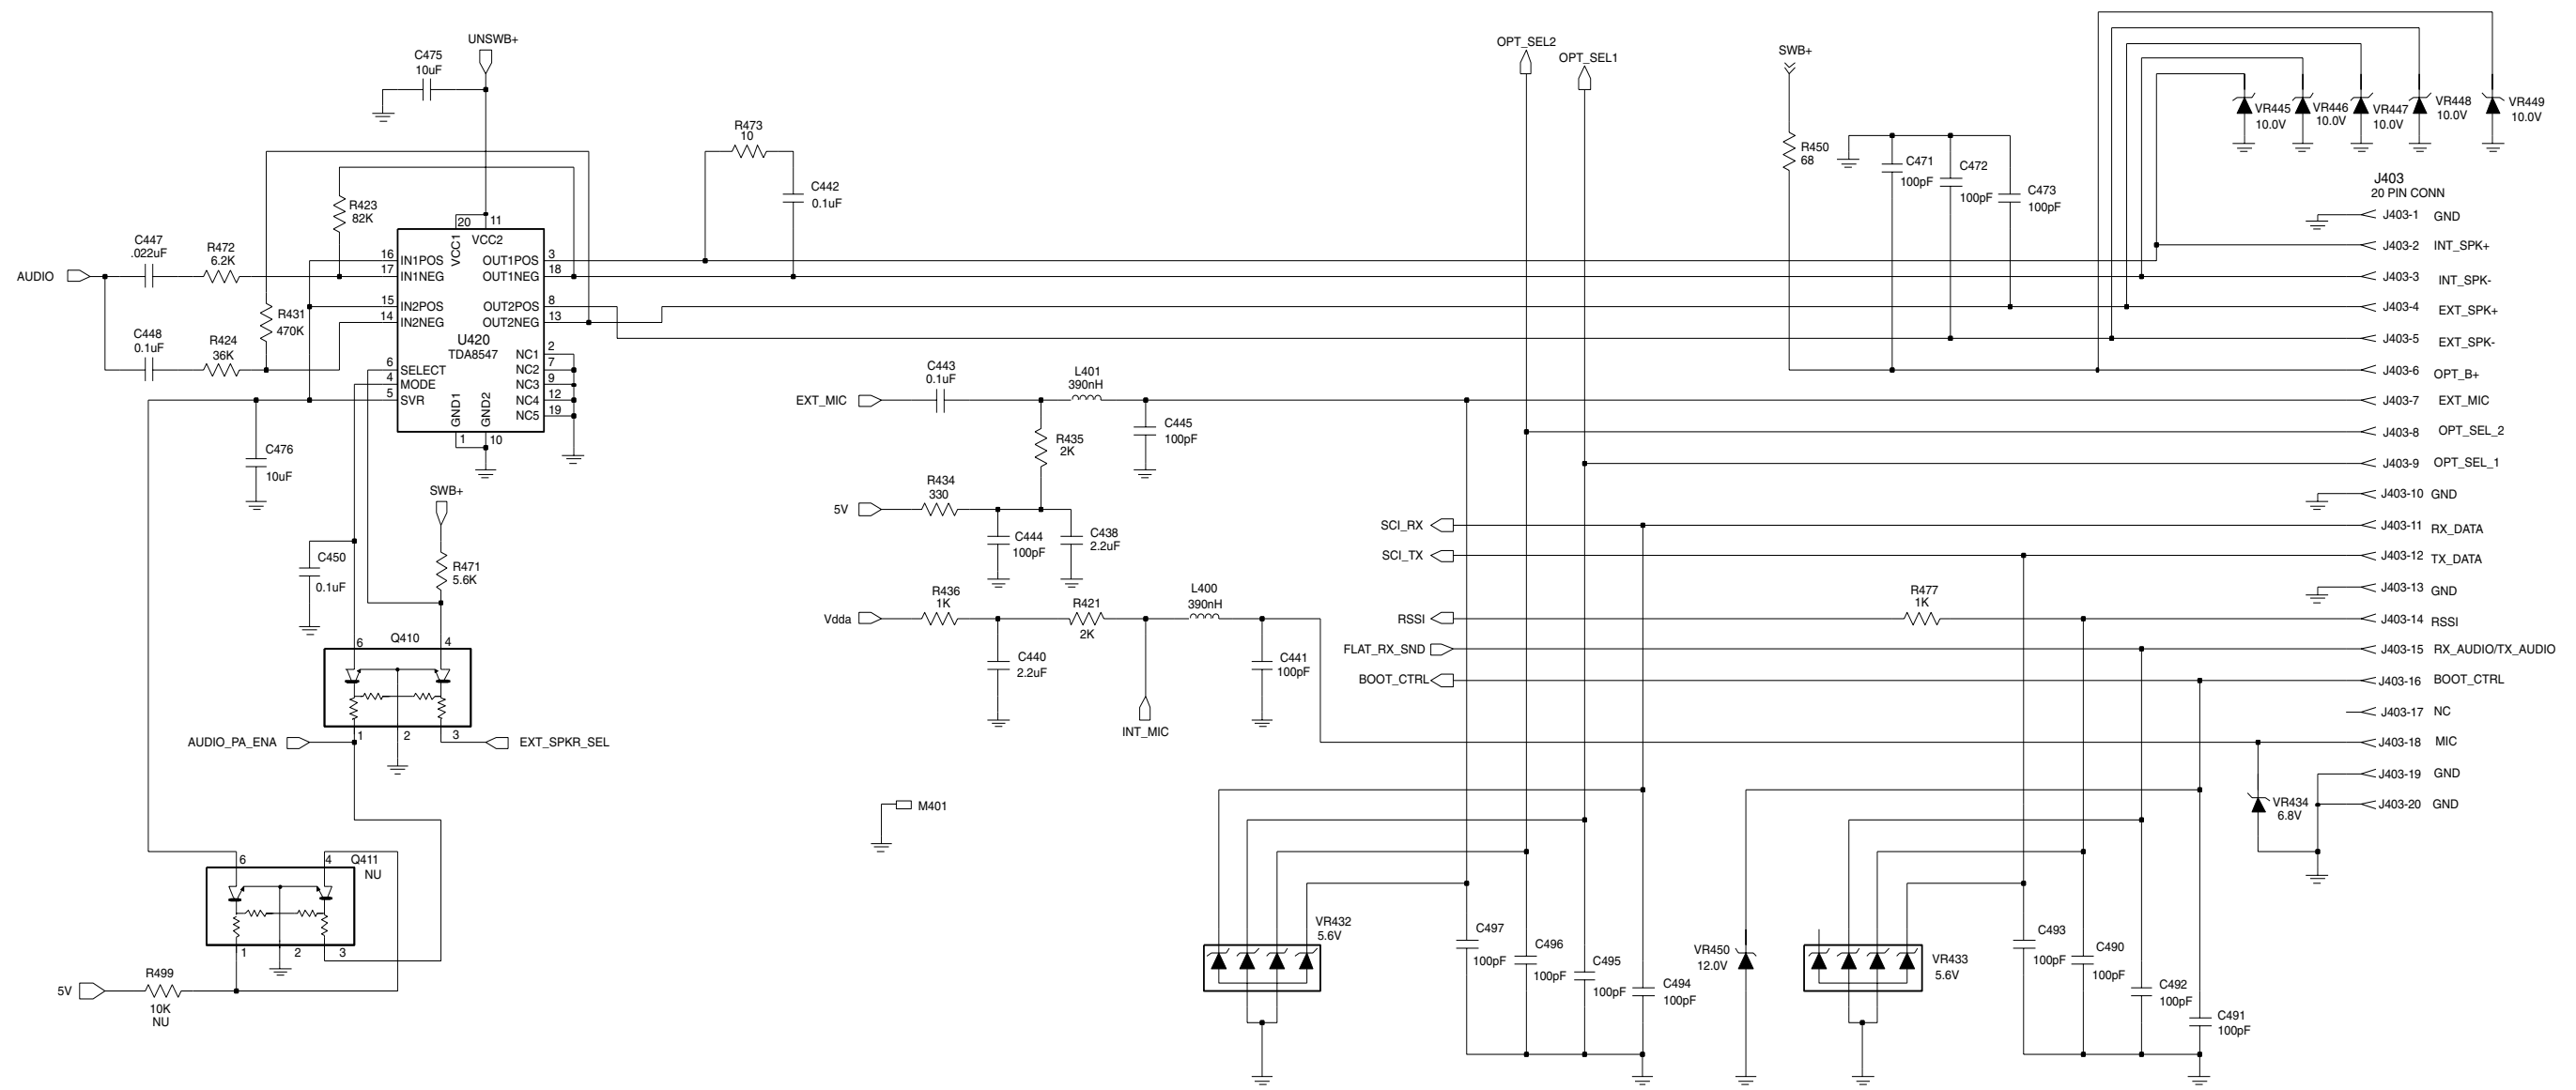 UNSWB+
C475
10uF
R473
10
C442
0.1uF
R423
82K
20
11
VCC1
VCC2
C447
.022uF
R472
6.2K
AUDIO
16
IN1POS
17
IN1NEG
15
IN2POS
14
IN2NEG
OUT1POS
3
OUT1NEG
18
OUT2POS
8
OUT2NEG
13
R431
470K
C448
0.1uF
R424
36K
U420
TDA8547
6
SELECT
4
MODE
5
SVR
NC1
2
NC2
7
NC3
9
NC4
12
NC5
19
GND1
GND2
1
10
C476
10uF
SWB+
C450
0.1uF
R471
5.6K
Q410
6
4
AUDIO_PA_ENA
1
2
3
EXT_SPKR_SEL
Q411
NU
6
4
1
2
3
R499
10K
NU
5V
C443
0.1uF
L401
390nH
EXT_MIC
R435
2K
C445
100pF
R434
330
5V
C444
100pF
C438
2.2uF
R436
1K
Vdda
R421
2K
L400
390nH
C440
2.2uF
C441
100pF
INT_MIC
M401
OPT_SEL2
OPT_SEL1
SWB+
R450
68
C471
100pF
C472
100pF
C473
100pF
VR445
10.0V
VR446
10.0V
VR447
10.0V
VR448
10.0V
VR449
10.0V
J403
20 PIN CONN
J403-1 GND
J403-2 INT_SPK+
J403-3 INT_SPK-
J403-4 EXT_SPK+
J403-5 EXT_SPK-
J403-6 OPT_B+
J403-7 EXT_MIC
J403-8 OPT_SEL_2
J403-9 OPT_SEL_1
J403-10 GND
SCI_RX
J403-11 RX_DATA
SCI_TX
J403-12 TX_DATA
J403-13 GND
R477
1K
RSSI
J403-14 RSSI
FLAT_RX_SND
J403-15 RX_AUDIO/TX_AUDIO
BOOT_CTRL
J403-16 BOOT_CTRL
J403-17 NC
J403-18 MIC
J403-19 GND
J403-20 GND
VR434
6.8V
VR432
5.6V
C497
100pF
C496
100pF
C495
100pF
C494
100pF
VR450
12.0V
VR433
5.6V
C493
100pF
C490
100pF
C492
100pF
C491
100pF